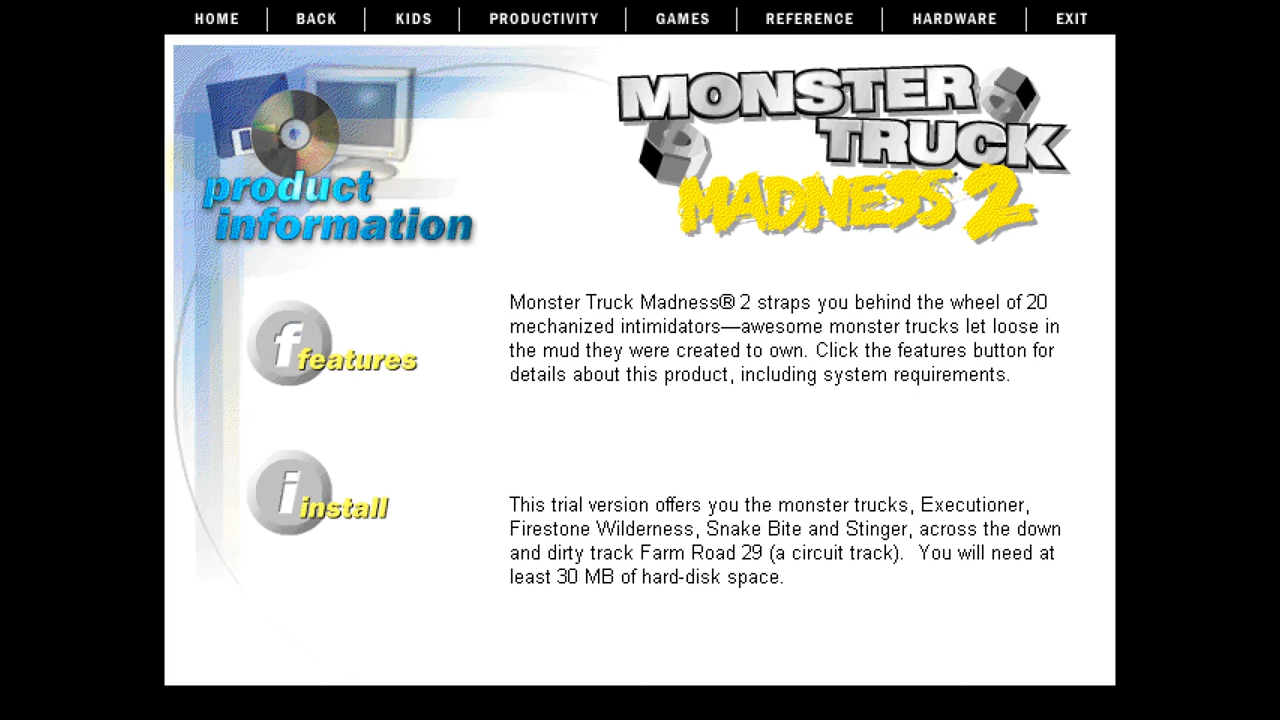 HOME BACK KIDS PRODUCTIVITY GAMES REFERENCE HARDWARE EXIT
MONSTER
TRUCK
MADNESS 2
product
information
Monster Truck Madness® 2 straps you behind the wheel of 20
mechanized intimidators—awesome monster trucks let loose in
the mud they were created to own. Click the features button for
details about this product, including system requirements.
f features
This trial version offers you the monster trucks, Executioner,
Firestone Wilderness, Snake Bite and Stinger, across the down
and dirty track Farm Road 29 (a circuit track).  You will need at
least 30 MB of hard-disk space.
i install